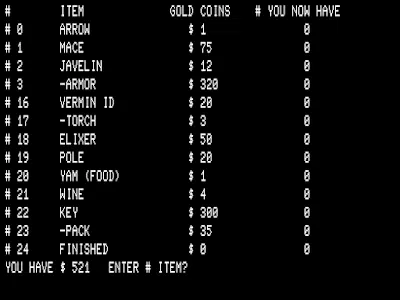 #     ITEM          GOLD COINS   # YOU NOW HAVE
# 0   ARROW         $ 1          0
# 1   MACE          $ 75         0
# 2   JAVELIN       $ 12         0
# 3   -ARMOR        $ 320        0
# 16  VERMIN ID     $ 20         0
# 17  -TORCH        $ 3          0
# 18  ELIXER        $ 50         0
# 19  POLE          $ 20         0
# 20  YAM (FOOD)    $ 1          0
# 21  WINE          $ 4          0
# 22  KEY           $ 300        0
# 23  -PACK         $ 35         0
# 24  FINISHED      $ 0          0
YOU HAVE $ 521   ENTER # ITEM?